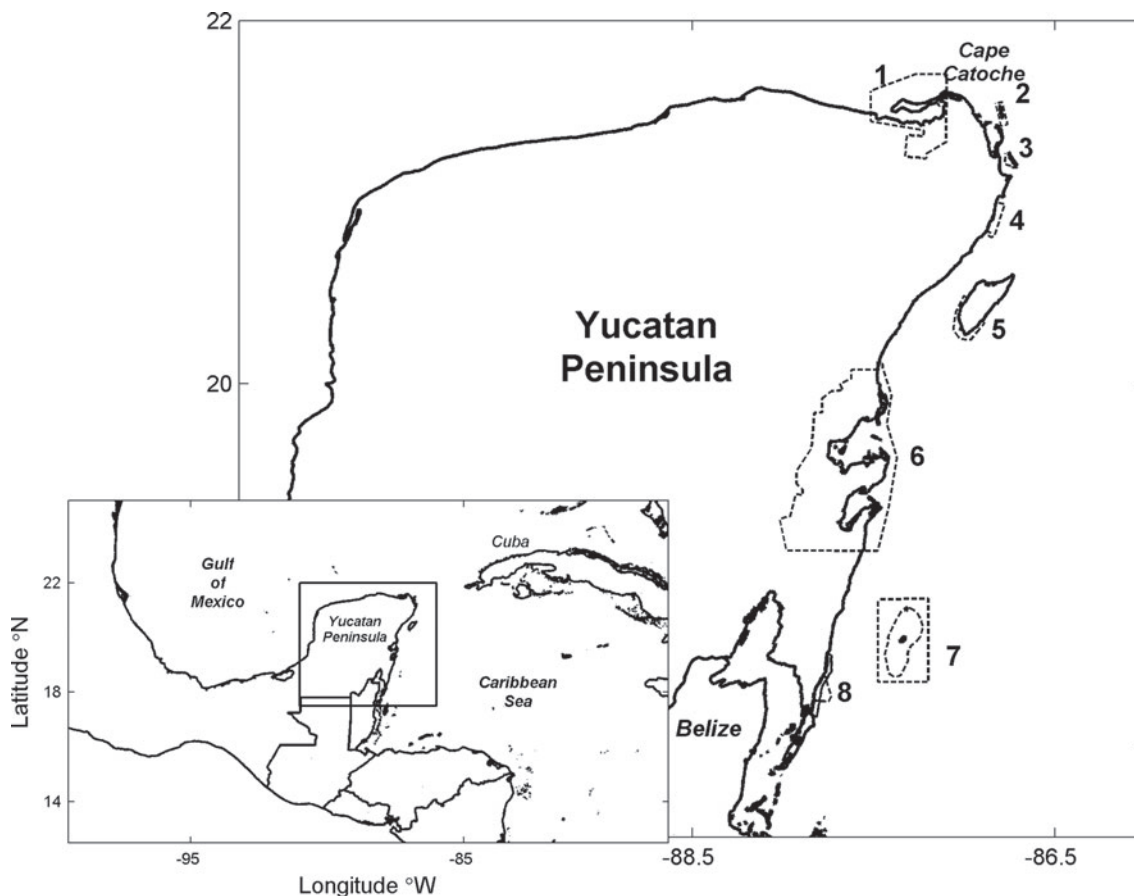 22
Cape
Catoche
1
2
3
4
Yucatan
Peninsula
5
20
6
Cuba
Gulf
of
Mexico
22
Yucatan
Peninsula
7
18
Caribbean
Sea
8
Belize
Latitude °N
14
-95
-85
-88.5
-86.5
Longitude °W